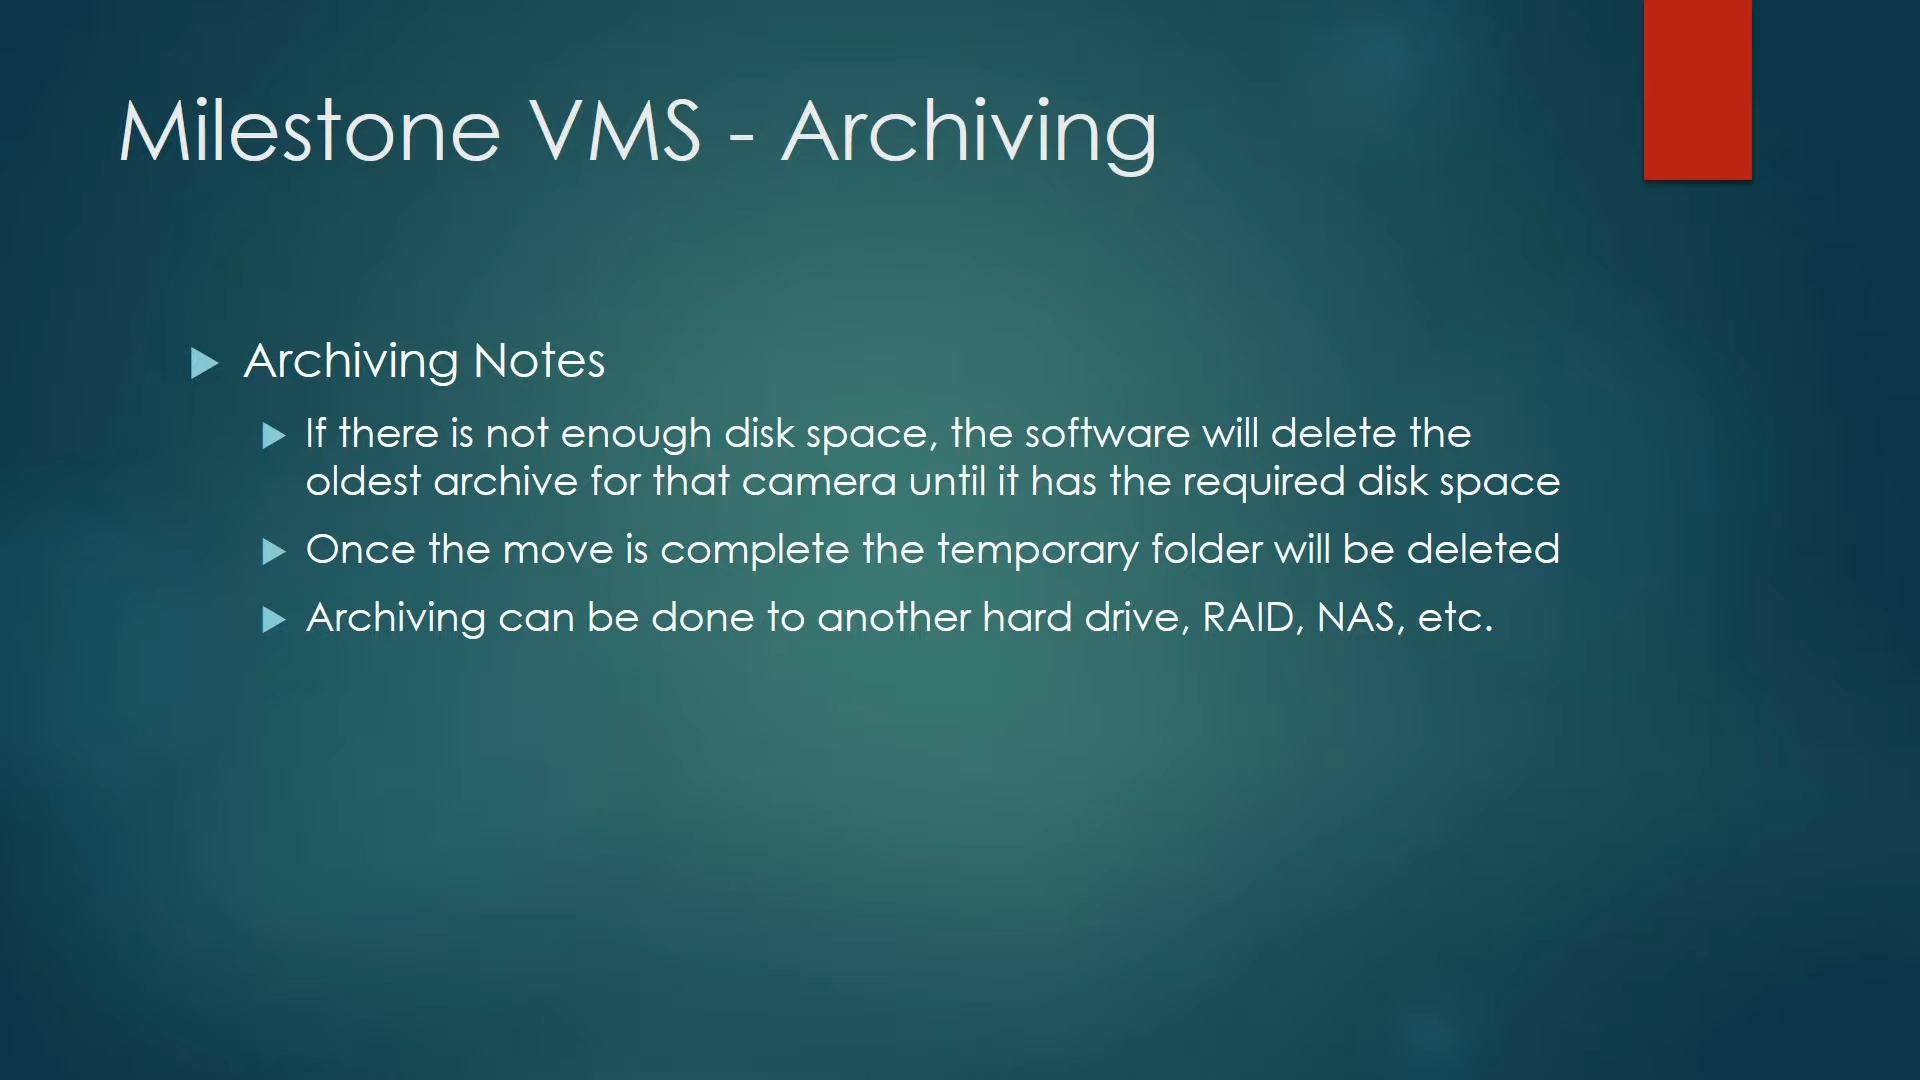 Milestone VMS - Archiving
Archiving Notes
If there is not enough disk space, the software will delete the
oldest archive for that camera until it has the required disk space
Once the move is complete the temporary folder will be deleted
Archiving can be done to another hard drive, RAID, NAS, etc.